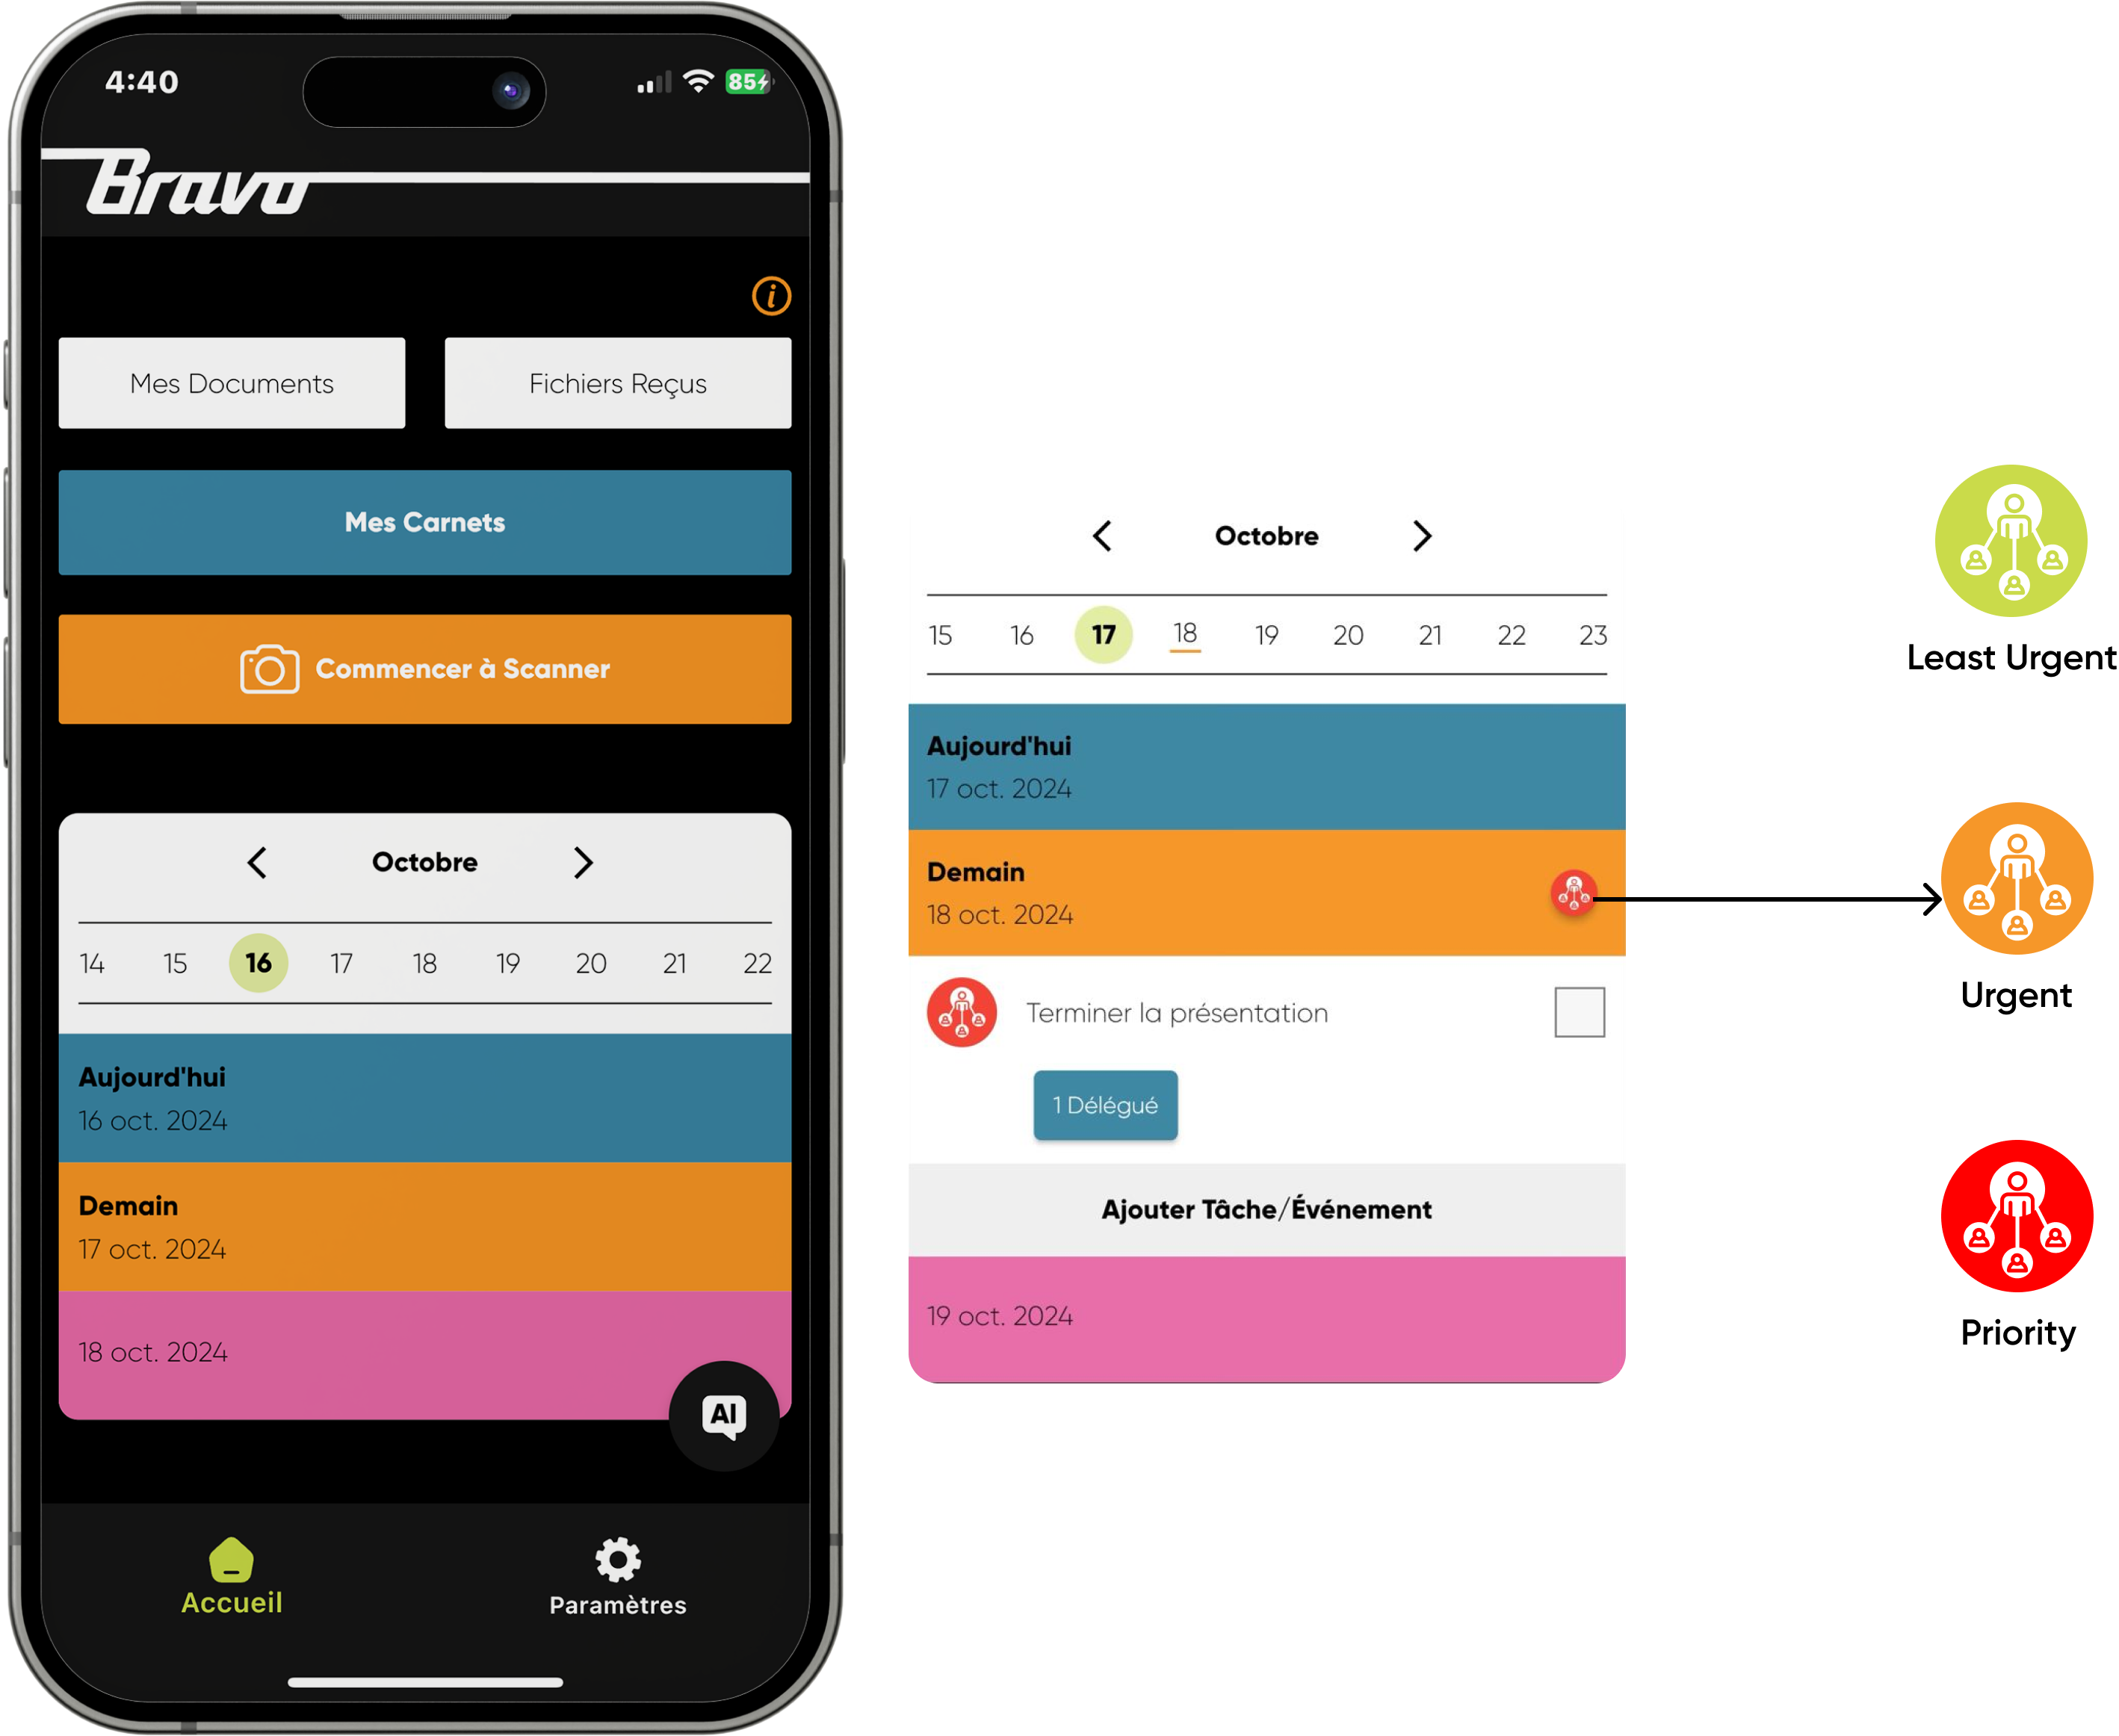 4:40
85
Bravo
i
Mes Documents
Fichiers Reçus
Mes Carnets
Commencer à Scanner
Octobre
14 15 16 17 18 19 20 21 22
Aujourd'hui
16 oct. 2024
Demain
17 oct. 2024
18 oct. 2024
AI
Accueil
Paramètres
Octobre
15 16 17 18 19 20 21 22 23
Aujourd'hui
17 oct. 2024
Demain
18 oct. 2024
Terminer la présentation
1 Délégué
Ajouter Tâche/Événement
19 oct. 2024
Least Urgent
Urgent
Priority